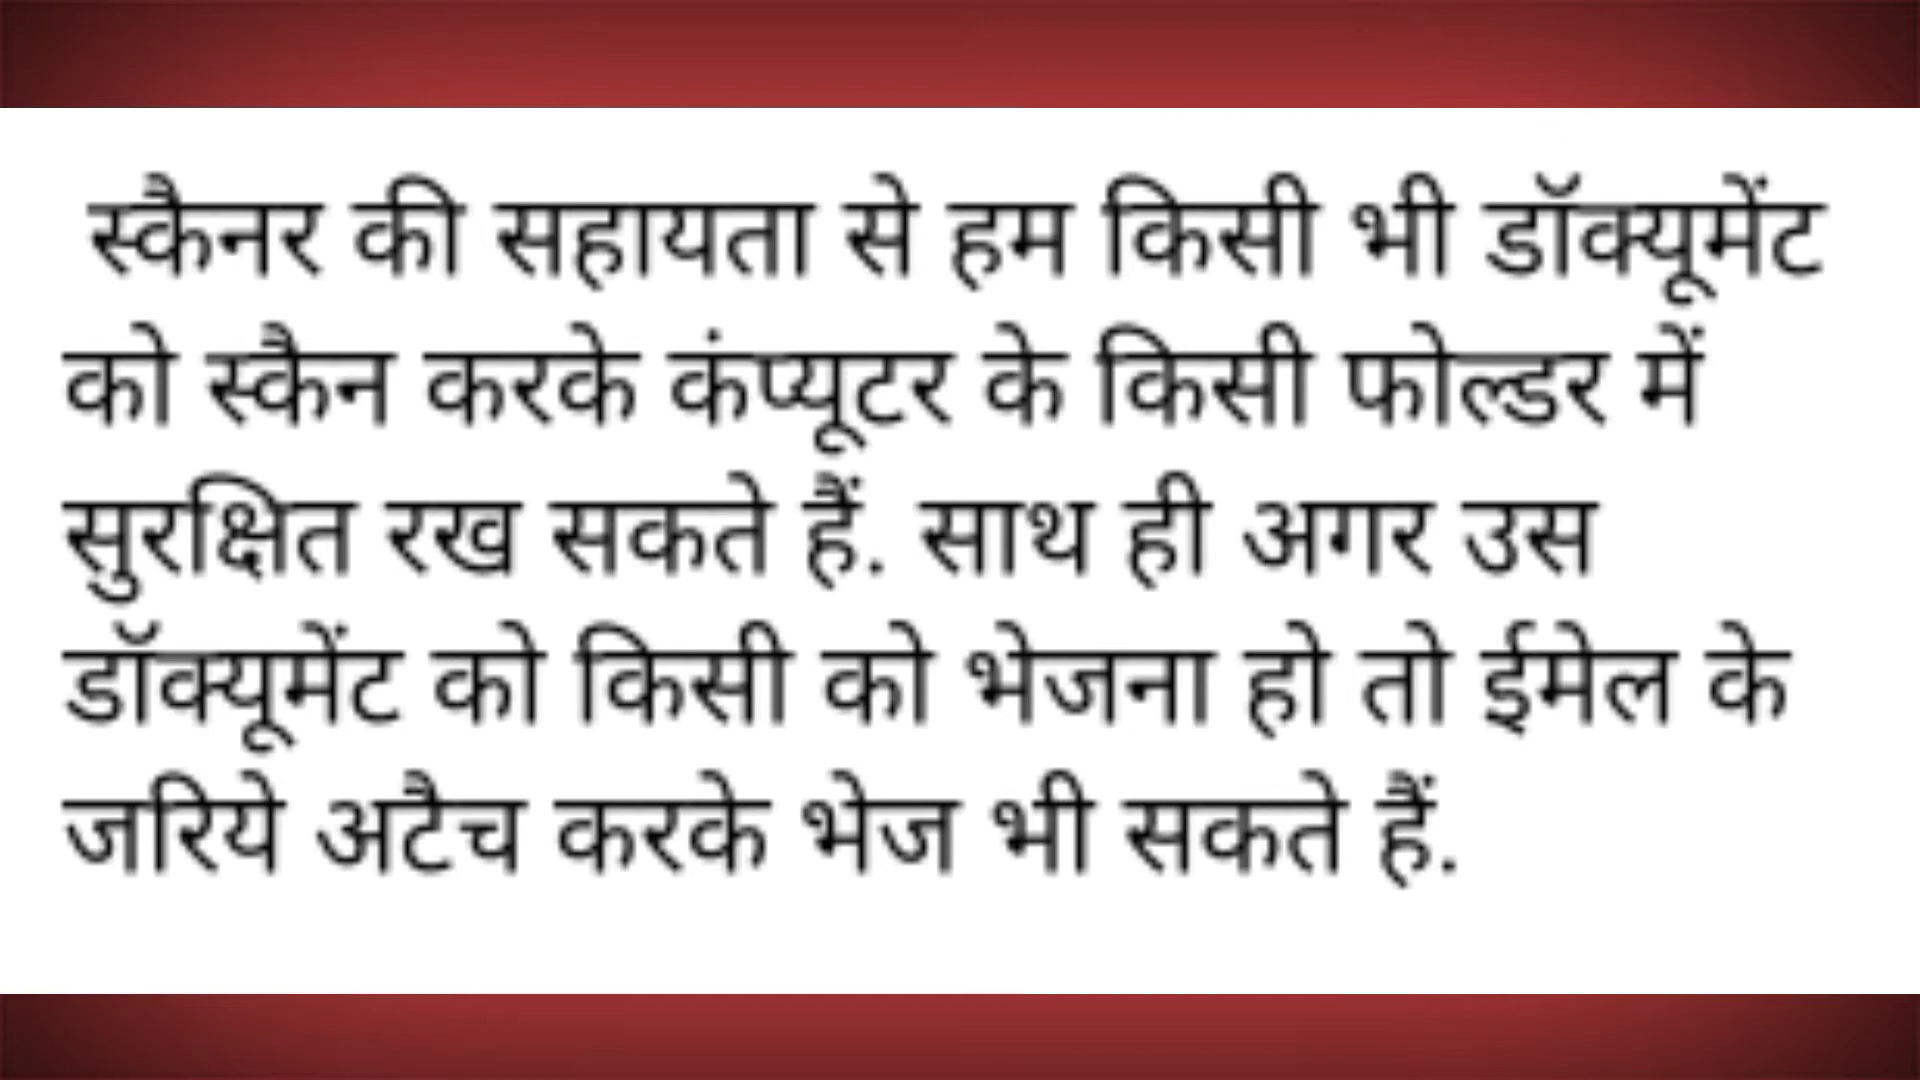 स्कैनर की सहायता से हम किसी भी डॉक्यूमेंट
को स्कैन करके कंप्यूटर के किसी फोल्डर में
सुरक्षित रख सकते हैं. साथ ही अगर उस
डॉक्यूमेंट को किसी को भेजना हो तो ईमेल के
जरिये अटैच करके भेज भी सकते हैं.